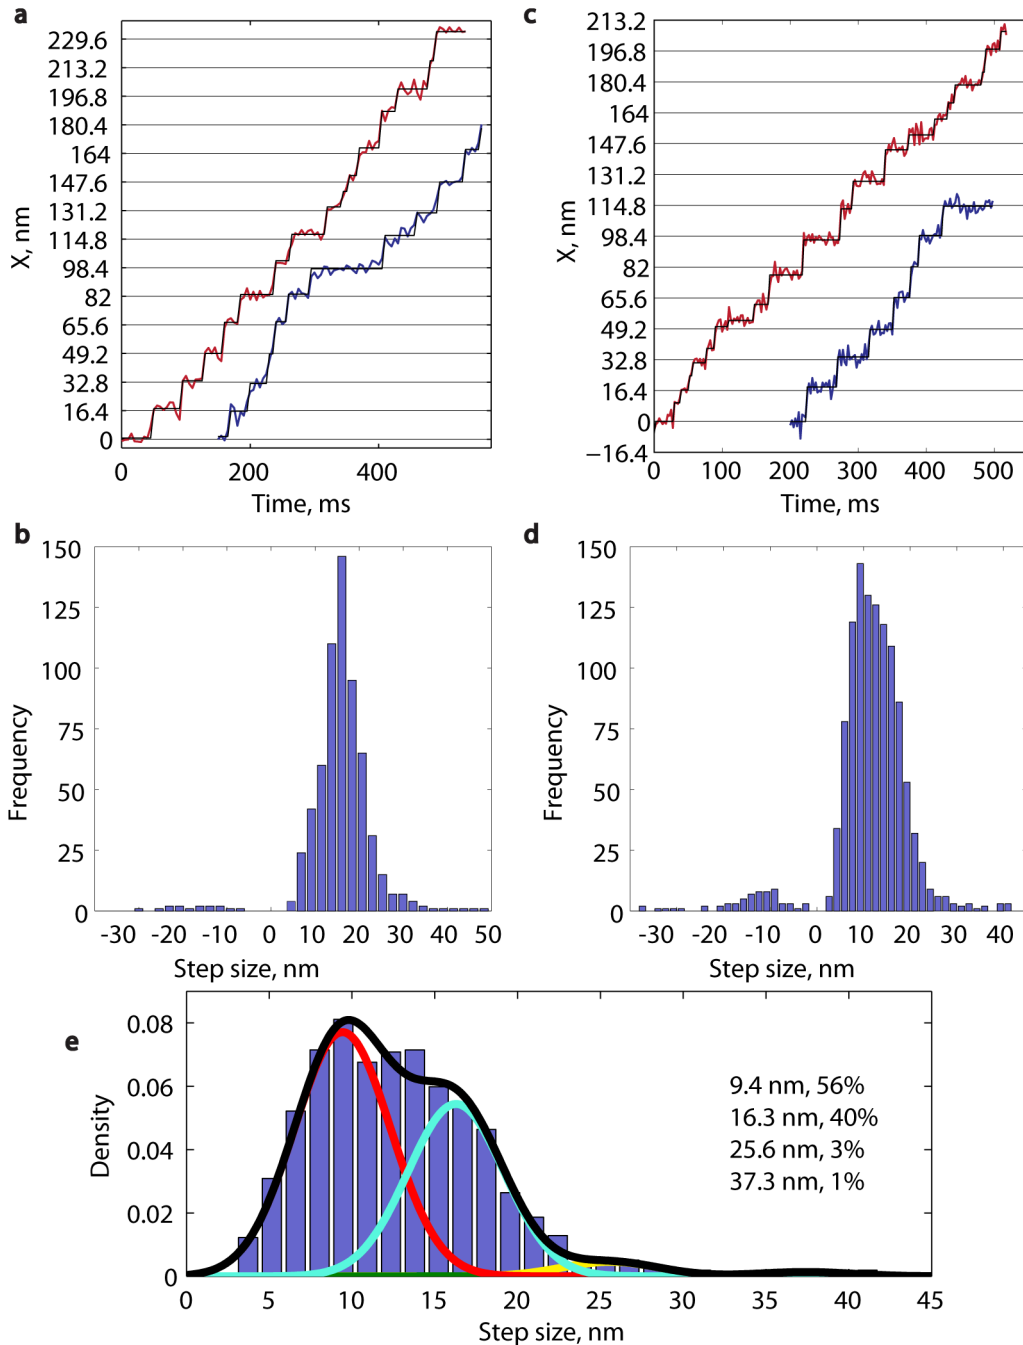 a
229.6
213.2
196.8
180.4
164
147.6
131.2
114.8
98.4
82
65.6
49.2
32.8
16.4
0
X, nm
0
200
400
Time, ms
c
213.2
196.8
180.4
164
147.6
131.2
114.8
98.4
82
65.6
49.2
32.8
16.4
0
−16.4
X, nm
0
100
200
300
400
500
Time, ms
b
150
125
100
75
50
25
0
Frequency
-30 -20 -10 0 10 20 30 40 50
Step size, nm
d
150
125
100
75
50
25
0
Frequency
-30 -20 -10 0 10 20 30 40
Step size, nm
e
0.08
0.06
0.04
0.02
0
Density
9.4 nm, 56%
16.3 nm, 40%
25.6 nm, 3%
37.3 nm, 1%
0 5 10 15 20 25 30 35 40 45
Step size, nm